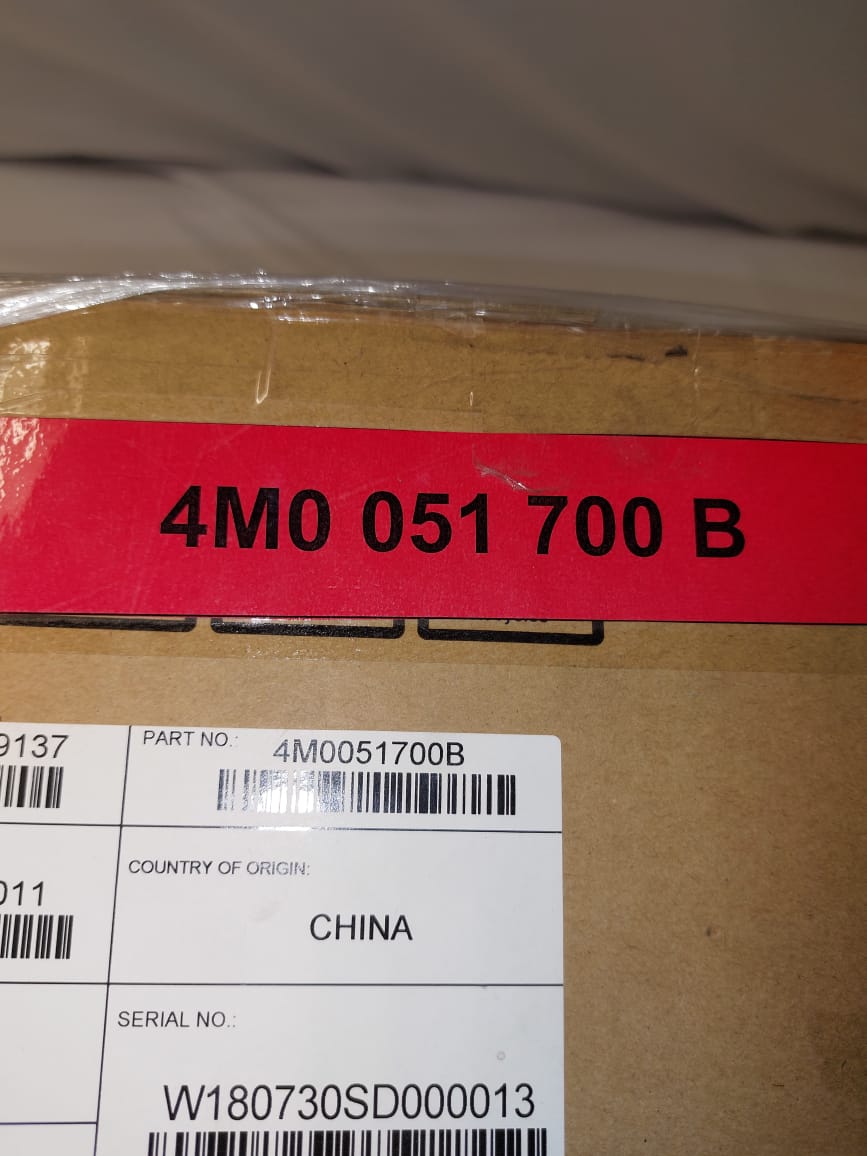 4M0 051 700 B
9137
PART NO.:
4M0051700B
COUNTRY OF ORIGIN:
011
CHINA
SERIAL NO.:
W180730SD000013